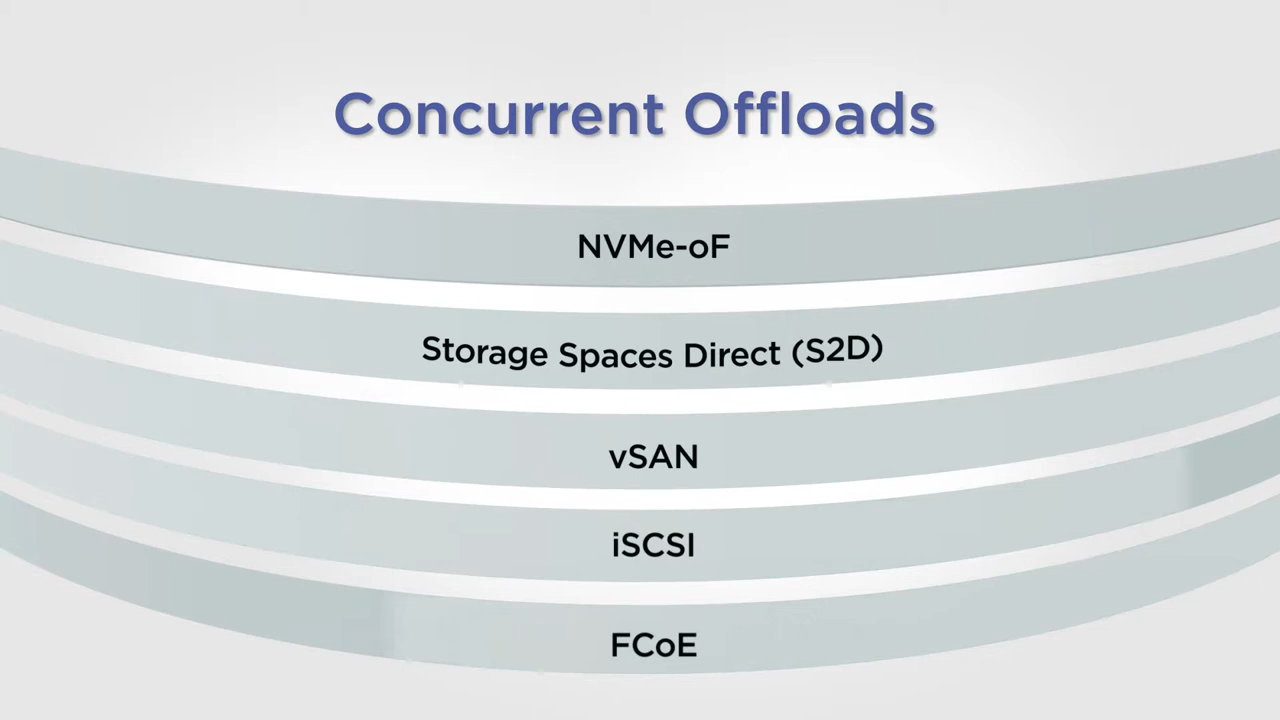 Concurrent Offloads
NVMe-oF
Storage Spaces Direct (S2D)
vSAN
iSCSI
FCoE